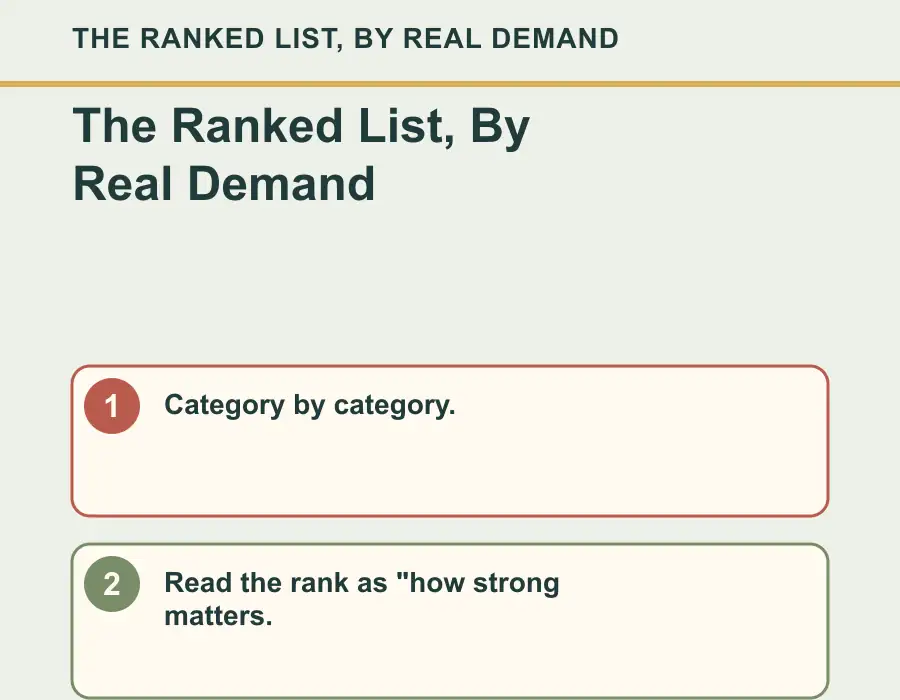 THE RANKED LIST, BY REAL DEMAND
The Ranked List, By
Real Demand
1
Category by category.
2
Read the rank as "how strong
matters.